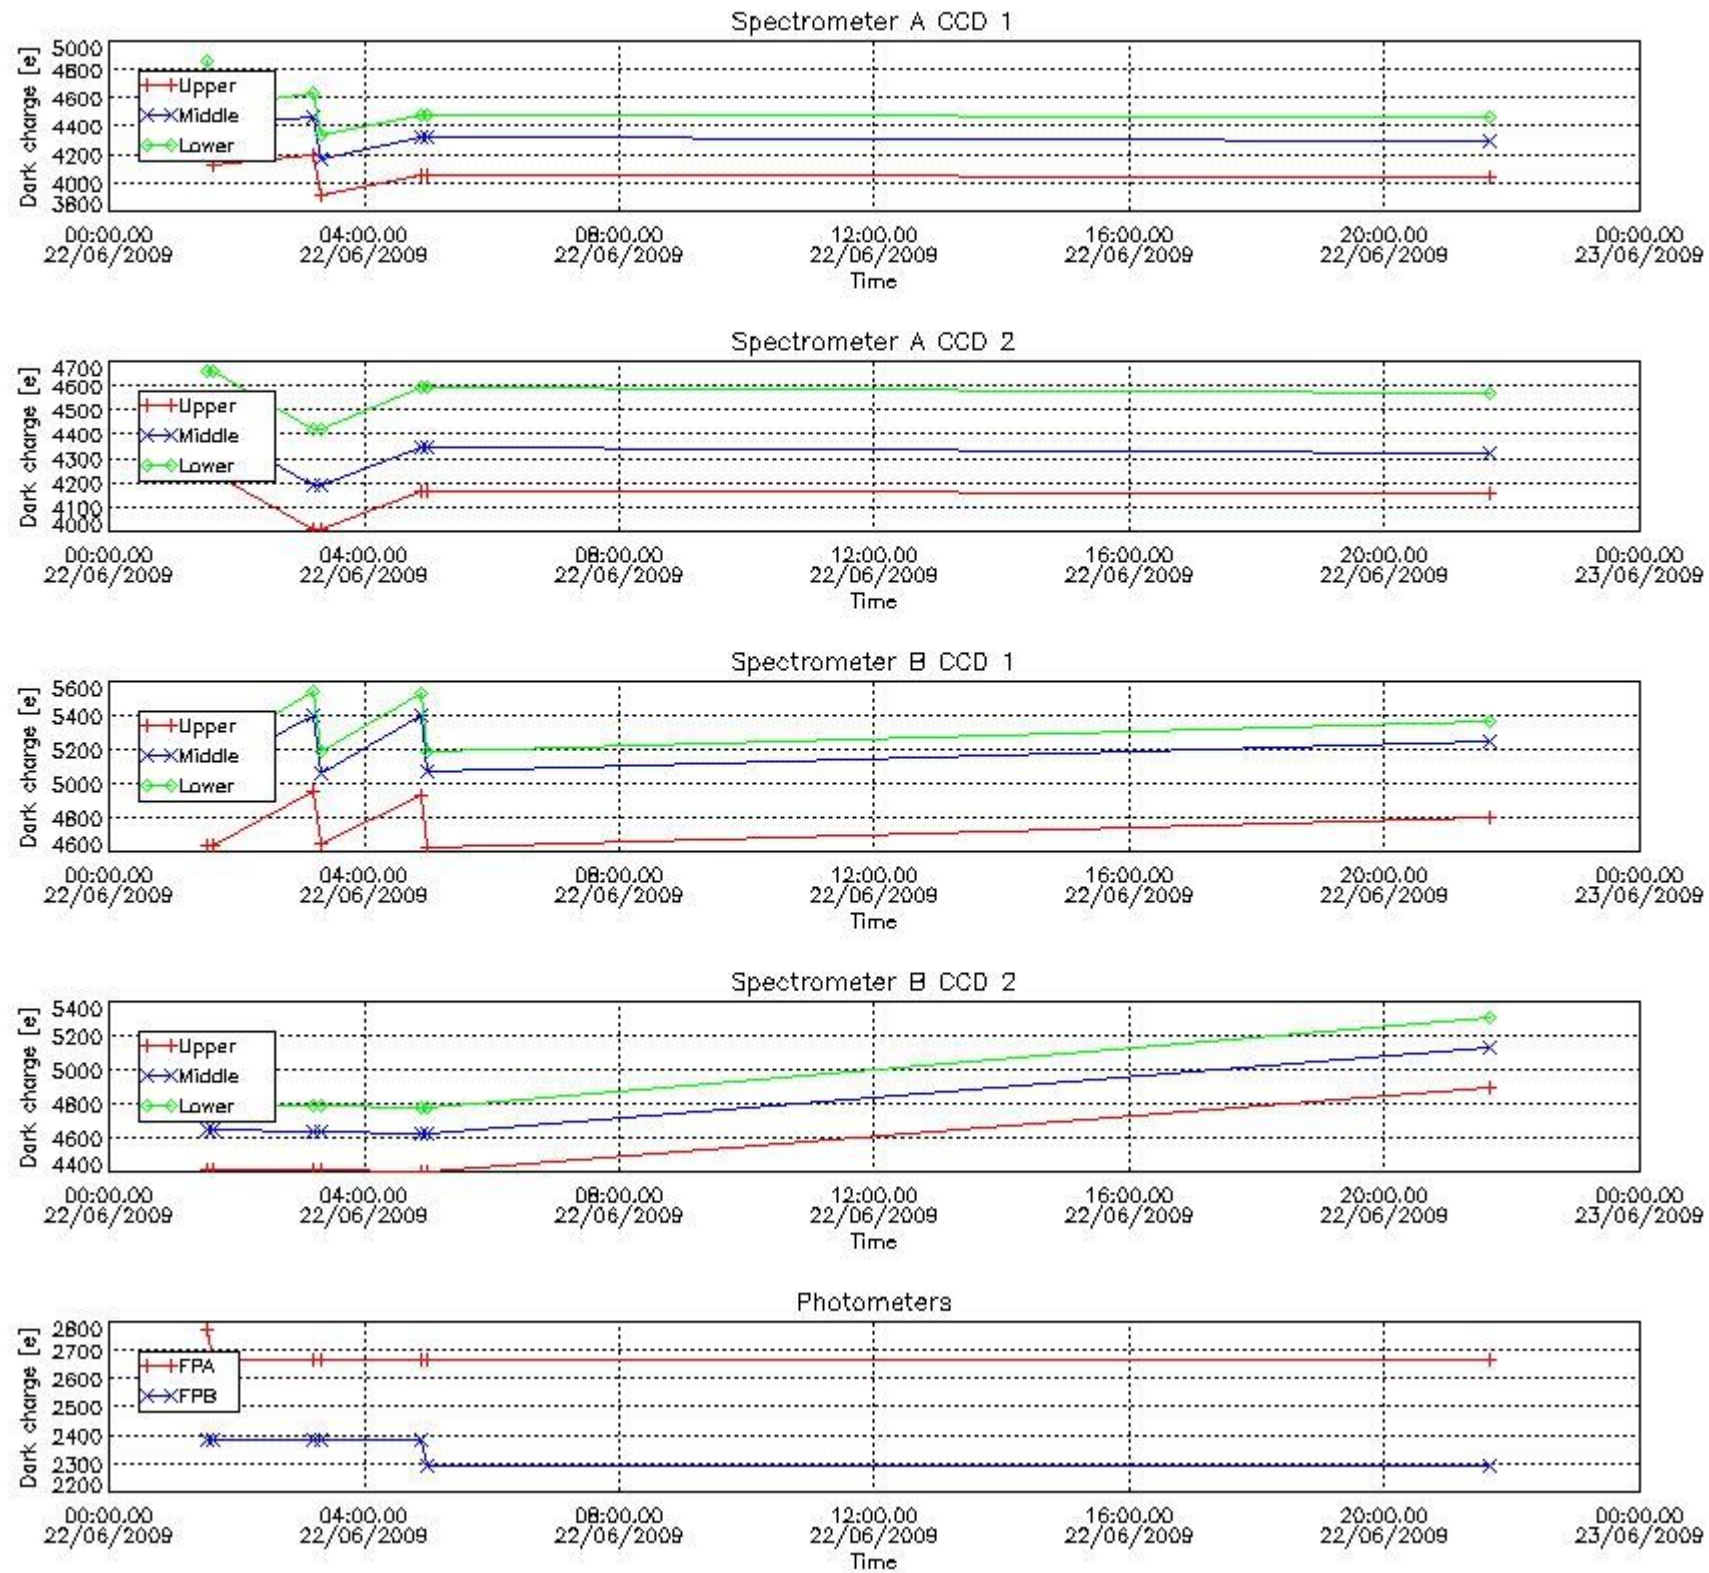 Spectrometer A CCD 1
Dark charge [e]
5000
4800
4600
4400
4200
4000
3800
Upper
Middle
Lower
00:00.00 04:00.00 08:00.00 12:00.00 16:00.00 20:00.00 00:00.00
22/06/2009 22/06/2009 22/06/2009 22/06/2009 22/06/2009 22/06/2009 23/06/2009
Time
Spectrometer A CCD 2
Dark charge [e]
4700
4600
4500
4400
4300
4200
4100
4000
Upper
Middle
Lower
00:00.00 04:00.00 08:00.00 12:00.00 16:00.00 20:00.00 00:00.00
22/06/2009 22/06/2009 22/06/2009 22/06/2009 22/06/2009 22/06/2009 23/06/2009
Time
Spectrometer B CCD 1
Dark charge [e]
5600
5400
5200
5000
4800
4600
Upper
Middle
Lower
00:00.00 04:00.00 08:00.00 12:00.00 16:00.00 20:00.00 00:00.00
22/06/2009 22/06/2009 22/06/2009 22/06/2009 22/06/2009 22/06/2009 23/06/2009
Time
Spectrometer B CCD 2
Dark charge [e]
5400
5200
5000
4800
4600
4400
Upper
Middle
Lower
00:00.00 04:00.00 08:00.00 12:00.00 16:00.00 20:00.00 00:00.00
22/06/2009 22/06/2009 22/06/2009 22/06/2009 22/06/2009 22/06/2009 23/06/2009
Time
Photometers
Dark charge [e]
2800
2700
2600
2500
2400
2300
2200
FPA
FPB
00:00.00 04:00.00 08:00.00 12:00.00 16:00.00 20:00.00 00:00.00
22/06/2009 22/06/2009 22/06/2009 22/06/2009 22/06/2009 22/06/2009 23/06/2009
Time